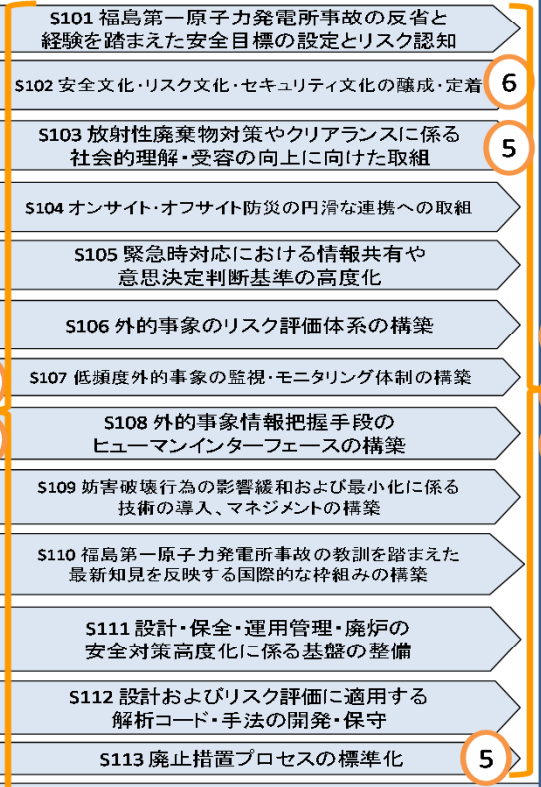 S101 福島第一原子力発電所事故の反省と
経験を踏まえた安全目標の設定とリスク認知
S102 安全文化・リスク文化・セキュリティ文化の醸成・定着
6
S103 放射性廃棄物対策やクリアランスに係る
社会的理解・受容の向上に向けた取組
5
S104 オンサイト・オフサイト防災の円滑な連携への取組
S105 緊急時対応における情報共有や
意思決定判断基準の高度化
S106 外的事象のリスク評価体系の構築
S107 低頻度外的事象の監視・モニタリング体制の構築
S108 外的事象情報把握手段の
ヒューマンインターフェースの構築
S109 妨害破壊行為の影響緩和および最小化に係る
技術の導入、マネジメントの構築
S110 福島第一原子力発電所事故の教訓を踏まえた
最新知見を反映する国際的な枠組みの構築
S111 設計・保全・運用管理・廃炉の
安全対策高度化に係る基盤の整備
S112 設計およびリスク評価に適用する
解析コード・手法の開発・保守
S113 廃止措置プロセスの標準化
5